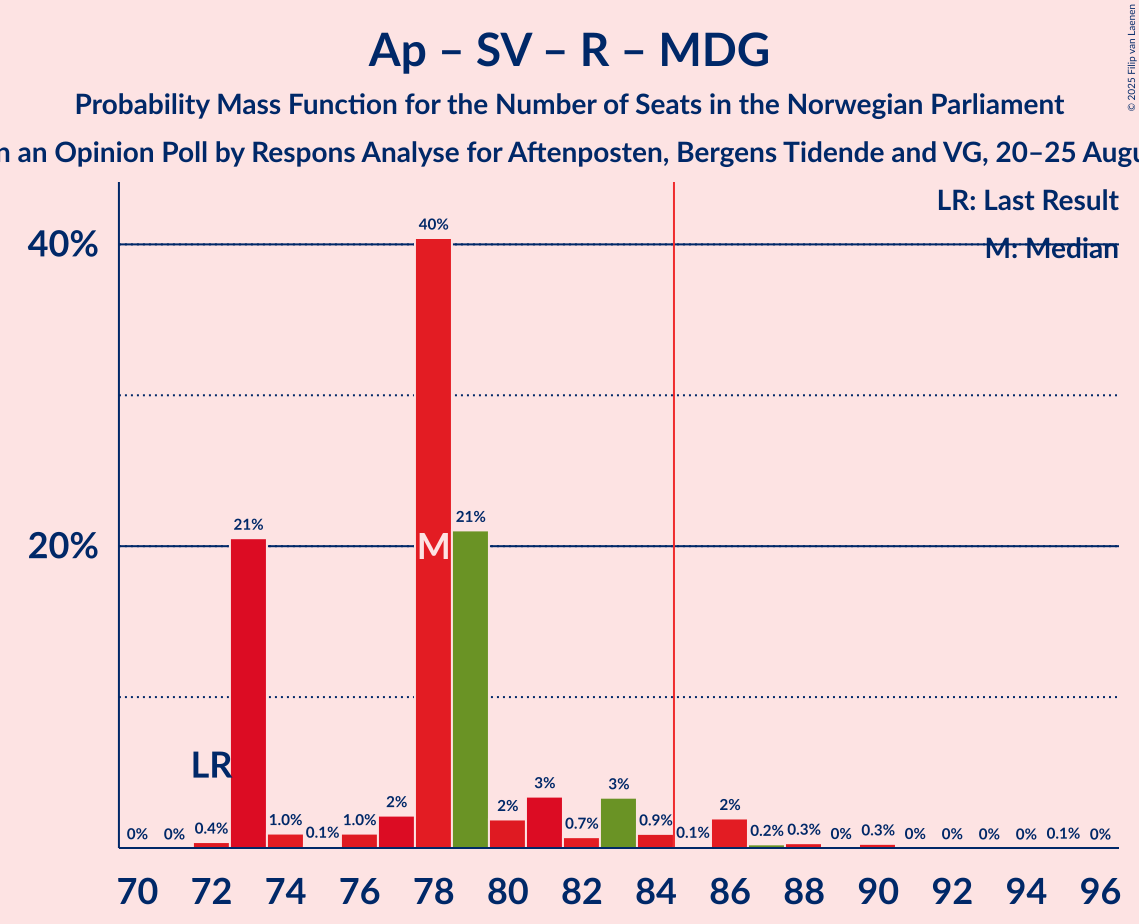 Ap – SV – R – MDG
Probability Mass Function for the Number of Seats in the Norwegian Parliament
an Opinion Poll by Respons Analyse for Aftenposten, Bergens Tidende and VG, 20–25
© 2025 Filip van Laenen
LR: Last Result
M: Median
40%
20%
40%
21%
21%
M
LR
0% 0% 0.4% 1.0% 0.1% 1.0% 2% 2% 3% 0.7% 3% 0.9% 0.1% 2% 0.2% 0.3% 0% 0.3% 0% 0% 0% 0% 0.1% 0%
70 72 74 76 78 80 82 84 86 88 90 92 94 96